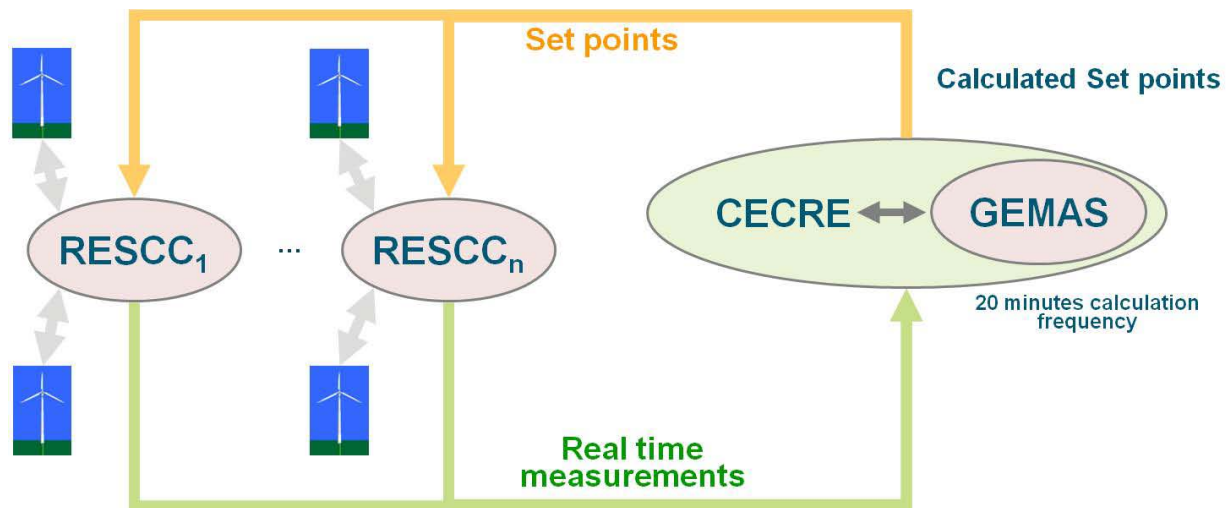 Set points
Calculated Set points
RESCC₁
...
RESCCₙ
CECRE
GEMAS
20 minutes calculation
frequency
Real time
measurements